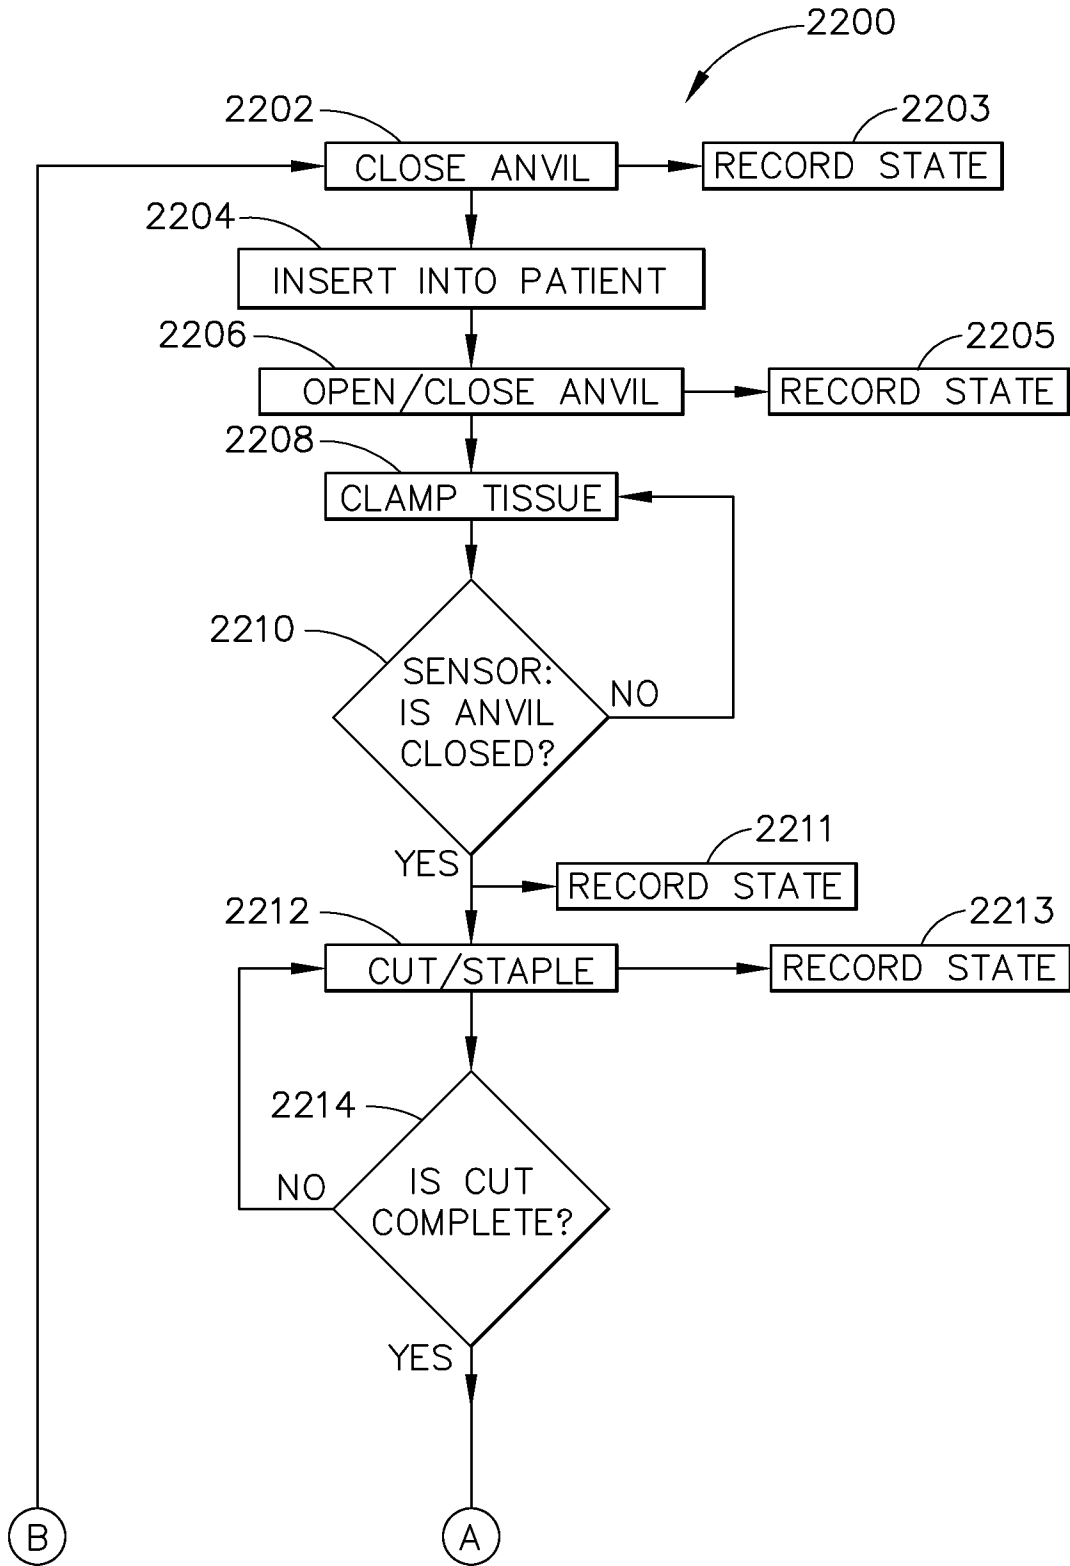 2200
2202
2203
CLOSE ANVIL
RECORD STATE
2204
INSERT INTO PATIENT
2206
2205
OPEN/CLOSE ANVIL
RECORD STATE
2208
CLAMP TISSUE
2210
SENSOR:
IS ANVIL
CLOSED?
NO
YES
2211
RECORD STATE
2212
2213
CUT/STAPLE
RECORD STATE
2214
IS CUT
COMPLETE?
NO
YES
B
A